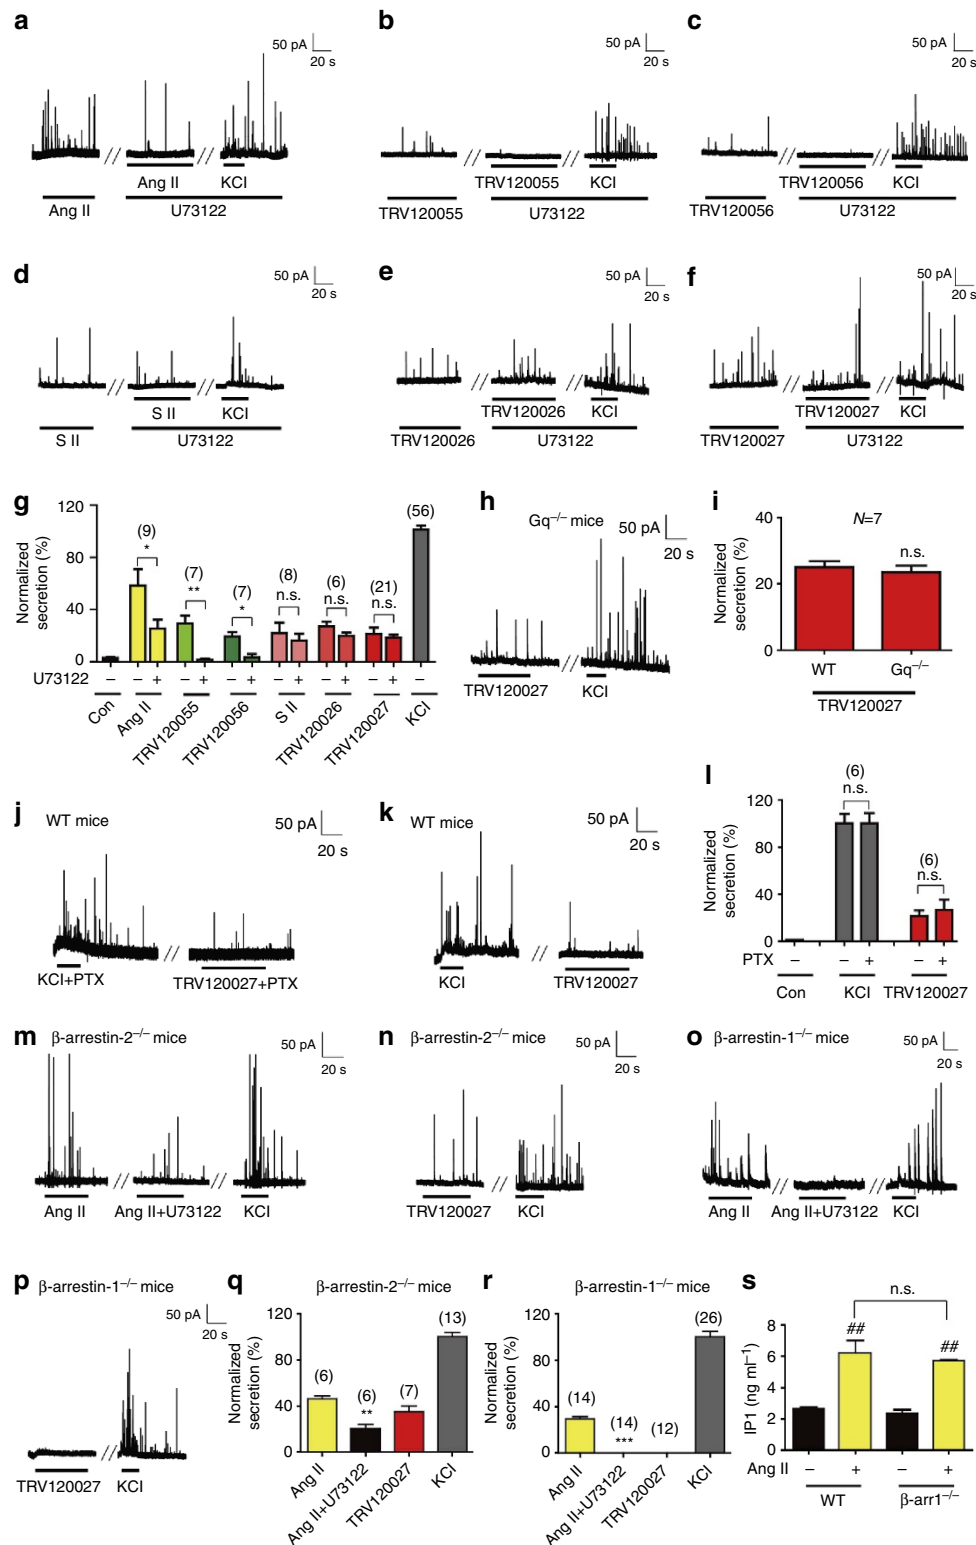 a
50 pA
20 s
Ang II
KCl
Ang II
U73122
b
50 pA
20 s
TRV120055
KCl
TRV120055
U73122
c
50 pA
20 s
TRV120056
KCl
TRV120056
U73122
d
50 pA
20 s
S II
KCl
S II
U73122
e
50 pA
20 s
TRV120026
KCl
TRV120026
U73122
f
50 pA
20 s
TRV120027
KCl
TRV120027
U73122
g
Normalized
secretion (%)
120
80
40
0
(9)
*
(7)
**
(7)
*
(8)
n.s.
(6)
n.s.
(21)
n.s.
(56)
U73122
– – + – + – + – + – + – + –
Con
Ang II
TRV120055
TRV120056
S II
TRV120026
TRV120027
KCl
h
Gq–/– mice
50 pA
20 s
TRV120027
KCl
i
Normalized
secretion (%)
40
20
0
N=7
n.s.
WT
Gq–/–
TRV120027
j
WT mice
50 pA
20 s
KCl+PTX
TRV120027+PTX
k
WT mice
50 pA
20 s
KCl
TRV120027
l
Normalized
secretion (%)
120
80
40
0
(6)
n.s.
(6)
n.s.
PTX – – + – +
Con
KCl
TRV120027
m
β-arrestin-2–/– mice
50 pA
20 s
Ang II
Ang II+U73122
KCl
n
β-arrestin-2–/– mice
50 pA
20 s
TRV120027
KCl
o
β-arrestin-1–/– mice
50 pA
20 s
Ang II
Ang II+U73122
KCl
p
β-arrestin-1–/– mice
50 pA
20 s
TRV120027
KCl
q
β-arrestin-2–/– mice
Normalized
secretion (%)
120
80
40
0
(6)
(6)
**
(7)
(13)
Ang II
Ang II+U73122
TRV120027
KCl
r
β-arrestin-1–/– mice
Normalized
secretion (%)
120
80
40
0
(14)
(14)
***
(12)
(26)
Ang II
Ang II+U73122
TRV120027
KCl
s
n.s.
IP1 (ng ml–1)
8
6
4
2
0
##
##
Ang II – + – +
WT
β-arr1–/–